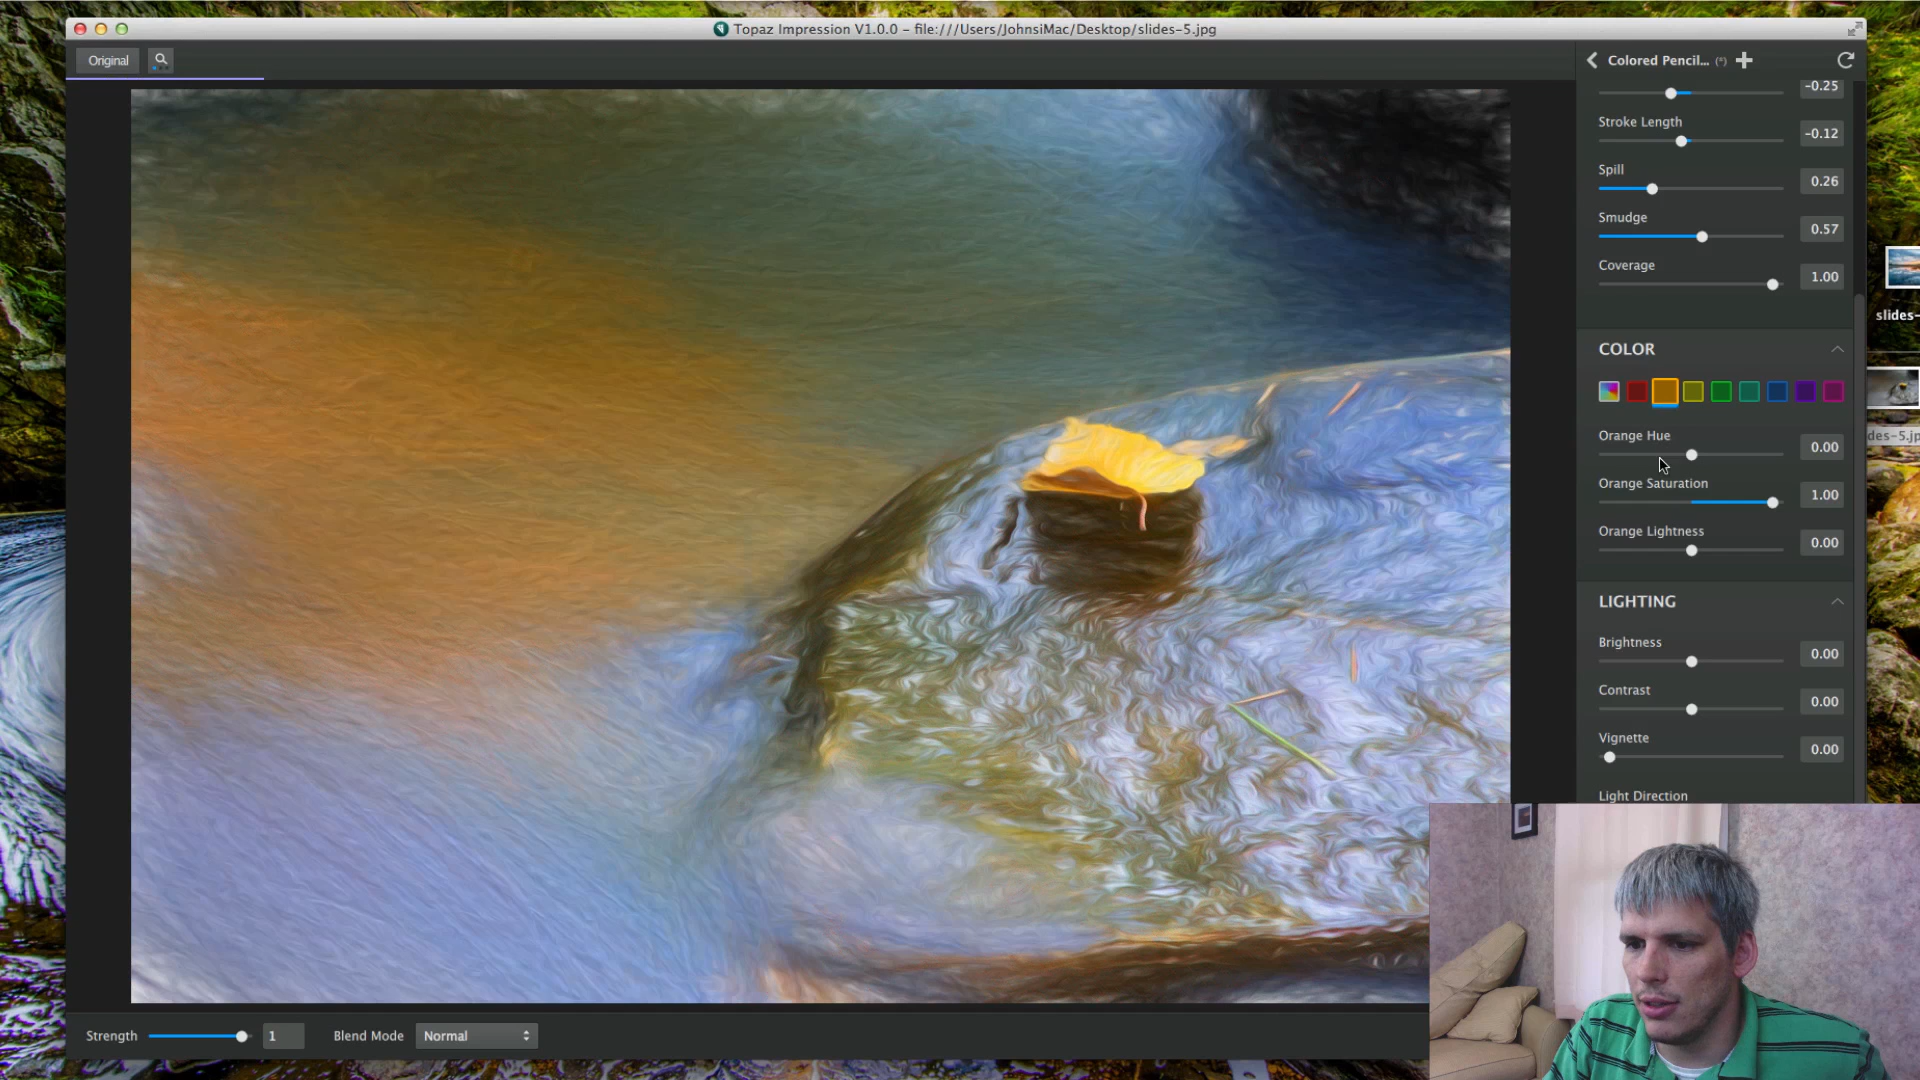 Topaz Impression V1.0.0 – file:///Users/JohnsiMac/Desktop/slides-5.jpg
Original
Colored Pencil... (*)
-0.25
Stroke Length
-0.12
Spill
0.26
Smudge
0.57
Coverage
1.00
slides-
COLOR
des-5.jp
Orange Hue
0.00
Orange Saturation
1.00
Orange Lightness
0.00
LIGHTING
Brightness
0.00
Contrast
0.00
Vignette
0.00
Light Direction
Strength
1
Blend Mode
Normal